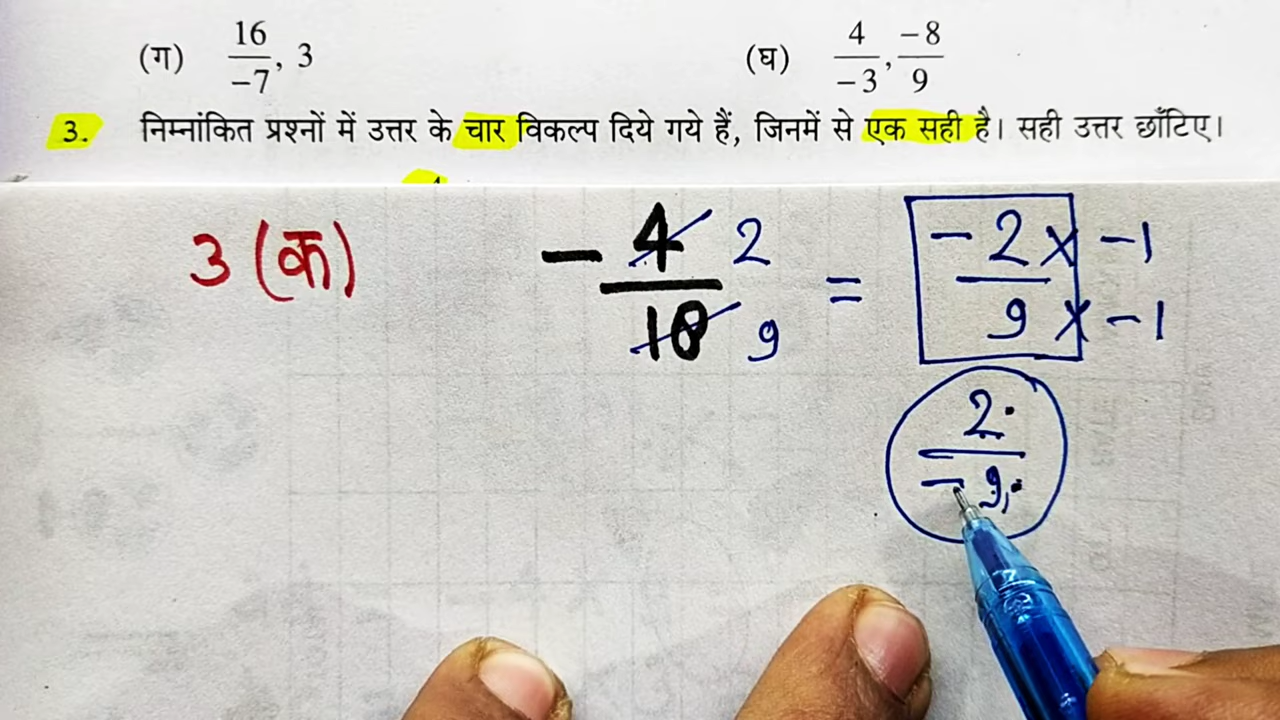 (ग) 16/-7, 3 (घ) 4/-3, -8/9
3. निम्नांकित प्रश्नों में उत्तर के चार विकल्प दिये गये हैं, जिनमें से एक सही है। सही उत्तर छाँटिए।
3 (क) - 4/18 2/9 = - 2 x -1 / 9 x -1
2/-9